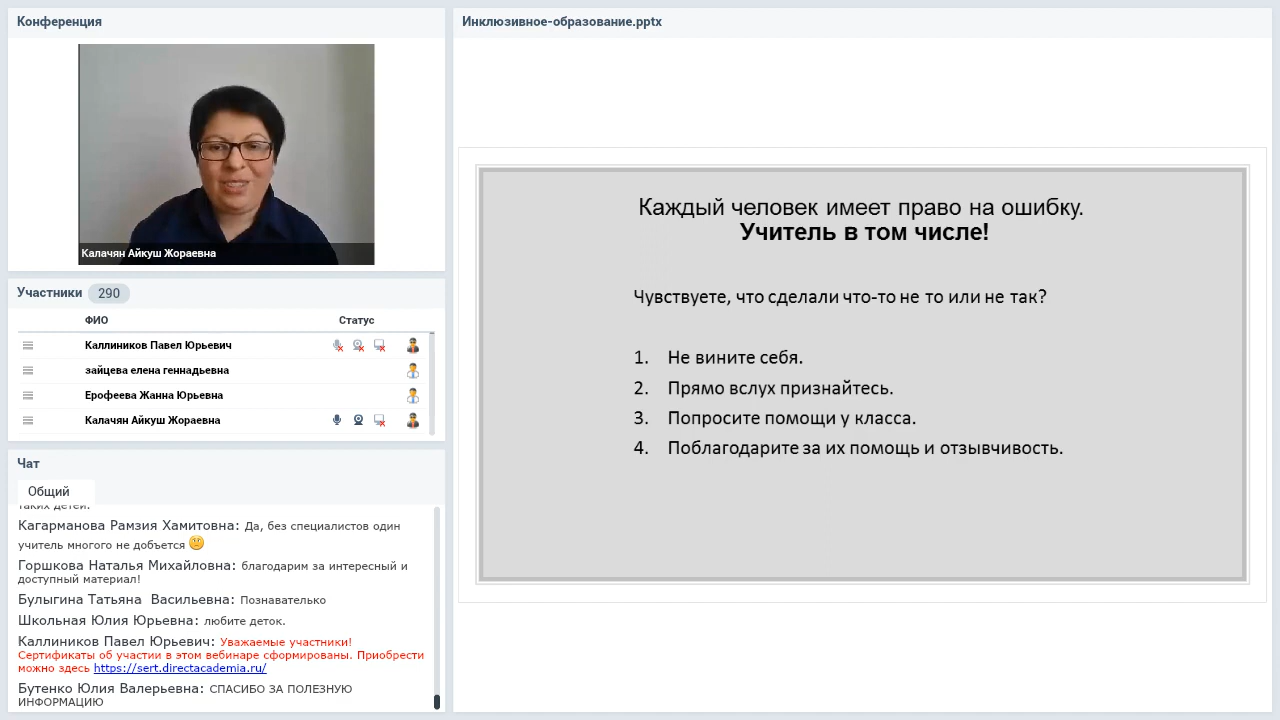 Конференция
Калачян Айкуш Жораевна
Участники 290
ФИО Статус
Каллиников Павел Юрьевич
зайцева елена геннадьевна
Ерофеева Жанна Юрьевна
Калачян Айкуш Жораевна
Чат
Общий
таких детей.
Кагарманова Рамзия Хамитовна: Да, без специалистов один
учитель многого не добъется
Горшкова Наталья Михайловна: благодарим за интересный и
доступный материал!
Булыгина Татьяна Васильевна: Познавателько
Школьная Юлия Юрьевна: любите деток.
Каллиников Павел Юрьевич: Уважаемые участники!
Сертификаты об участии в этом вебинаре сформированы. Приобрести
можно здесь https://sert.directacademia.ru/
Бутенко Юлия Валерьевна: СПАСИБО ЗА ПОЛЕЗНУЮ
ИНФОРМАЦИЮ
Инклюзивное-образование.pptx
Каждый человек имеет право на ошибку.
Учитель в том числе!
Чувствуете, что сделали что-то не то или не так?
1. Не вините себя.
2. Прямо вслух признайтесь.
3. Попросите помощи у класса.
4. Поблагодарите за их помощь и отзывчивость.